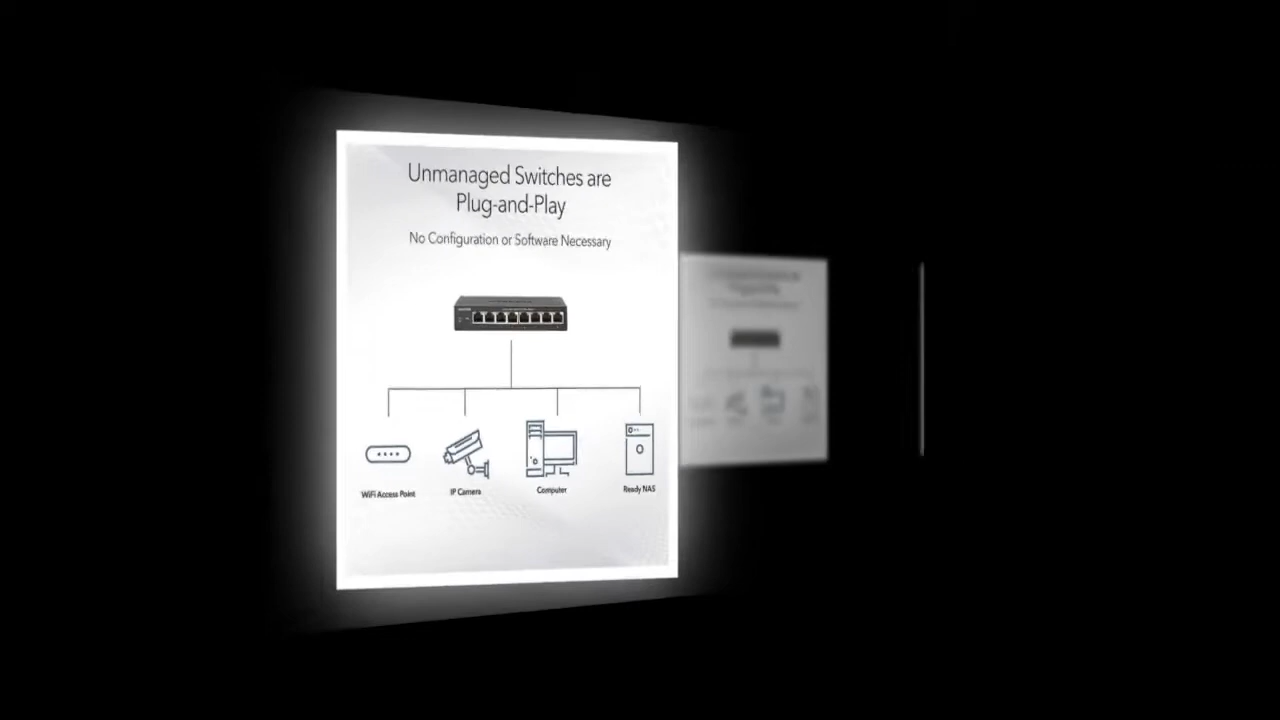 Unmanaged Switches are
Plug-and-Play
No Configuration or Software Necessary
WiFi Access Point
IP Camera
Computer
Ready NAS